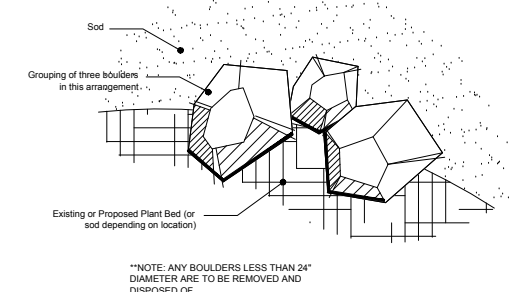 Sod
Grouping of three boulders
in this arrangement
Existing or Proposed Plant Bed (or
sod depending on location)
**NOTE: ANY BOULDERS LESS THAN 24"
DIAMETER ARE TO BE REMOVED AND
DISPOSED OF